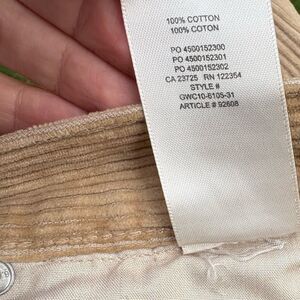 100% COTTON
100% COTON
PO 4500152300
PO 4500152301
PO 4500152302
CA 23725 RN 122354
STYLE #
GWC10-6105-31
ARTICLE # 92608